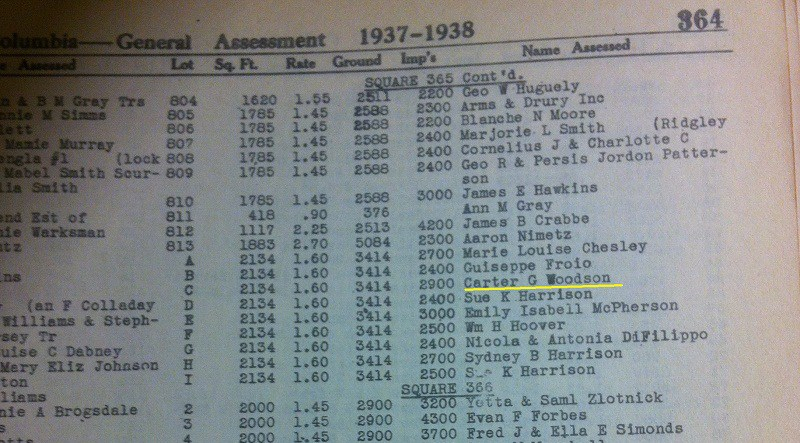 olumbia—General Assessment 1937-1938 364
Assessed Lot Sq. Ft. Rate Ground Imp's Name Assessed
SQUARE 365 Cont'd.
& B M Gray Trs 804 1620 1.55 2511 2200 Geo W Huguely
nnie M Simms 805 1785 1.45 2588 2300 Arms & Drury Inc
lett 806 1785 1.45 2588 2200 Blanche N Moore
Mamie Murray 807 1785 1.45 2588 2400 Marjorie L Smith (Ridgley
engla #1 (lock 808 1785 1.45 2588 2400 Cornelius J & Charlotte C
Mabel Smith Sour- 809 1785 1.45 2588 2400 Geo R & Persis Jordon Patter-
lia Smith son
810 1785 1.45 2588 3000 James E Hawkins
end Est of 811 418 .90 376 Ann M Gray
nie Warksman 812 1117 2.25 2513 4200 James B Crabbe
tz 813 1883 2.70 5084 2300 Aaron Nimetz
A 2134 1.60 3414 2700 Marie Louise Chesley
ns B 2134 1.60 3414 2400 Guiseppe Froio
C 2134 1.60 3414 2900 Carter G Woodson
(an F Colladay D 2134 1.60 3414 2400 Sue K Harrison
Williams & Steph- E 2134 1.60 3414 3000 Emily Isabell McPherson
sey Tr F 2134 1.60 3414 2500 Wm H Hoover
uise C Dabney G 2134 1.60 3414 2400 Nicola & Antonia DiFilippo
Mary Eliz Johnson H 2134 1.60 3414 2700 Sydney B Harrison
ton I 2134 1.60 3414 2500 K Harrison
SQUARE 366
lliams
nie A Brogsdale 2 2000 1.45 2900 3200 Yetta & Saml Zlotnick
s 3 2000 1.45 2900 4300 Evan F Forbes
4 2000 1.45 2900 3700 Fred J & Ella E Simonds